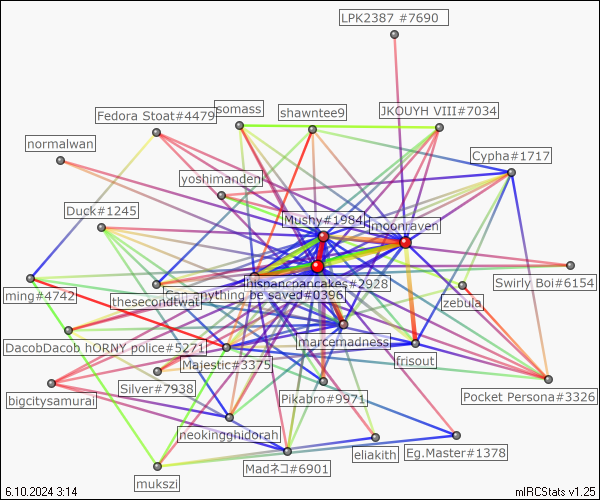 LPK2387 #7690
somass
Fedora Stoat#4479
shawntee9
JKOUYH VIII#7034
normalwan
Cypha#1717
yoshimandeni
Duck#1245
Mushy#1984
moonraven
ming#4742
thesecondtwat
hispancpancakes#2928
Can anything be saved#0396
Swirly Boi#6154
zebula
marcemadness
DacobDacob hORNY police#5271
Majestic#3375
frisout
Silver#7938
bigcitysamurai
Pikabro#9971
Pocket Persona#3326
neokingghidorah
eliakith
Eg.Master#1378
Madネコ#6901
mukszi
6.10.2024 3:14
mIRCStats v1.25